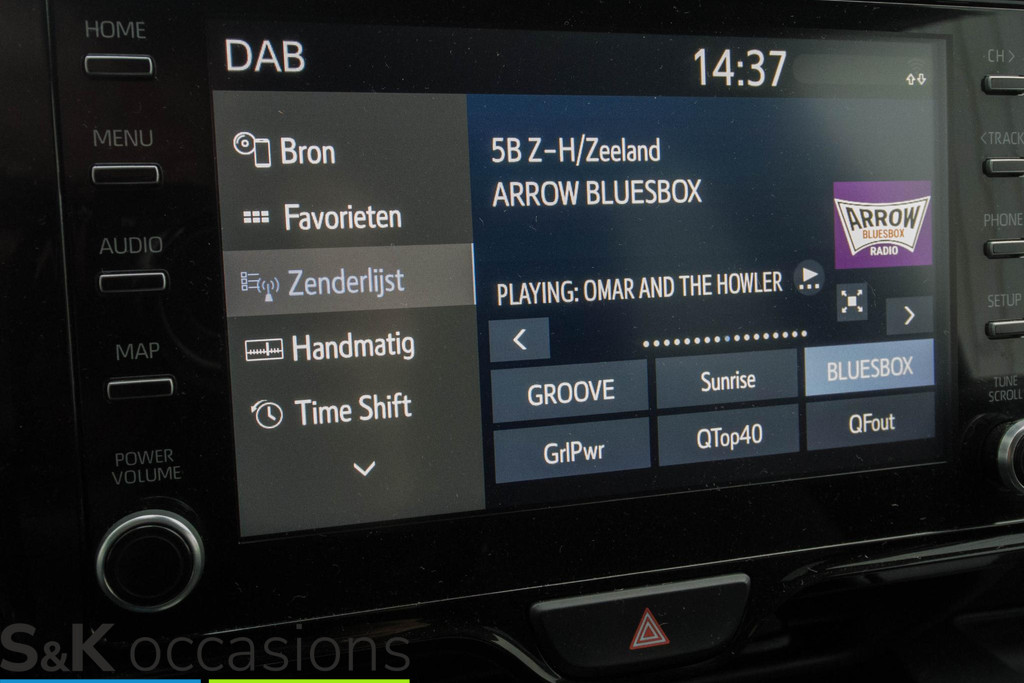 HOME
MENU
AUDIO
MAP
POWER
VOLUME
DAB
14:37
Bron
Favorieten
Zenderlijst
Handmatig
Time Shift
5B Z-H/Zeeland
ARROW BLUESBOX
ARROW
BLUESBOX
RADIO
PLAYING: OMAR AND THE HOWLER
<
>
GROOVE
Sunrise
BLUESBOX
GrlPwr
QTop40
QFout
CH >
< TRACK
PHONE
SETUP
TUNE
SCROLL
S&K occasions